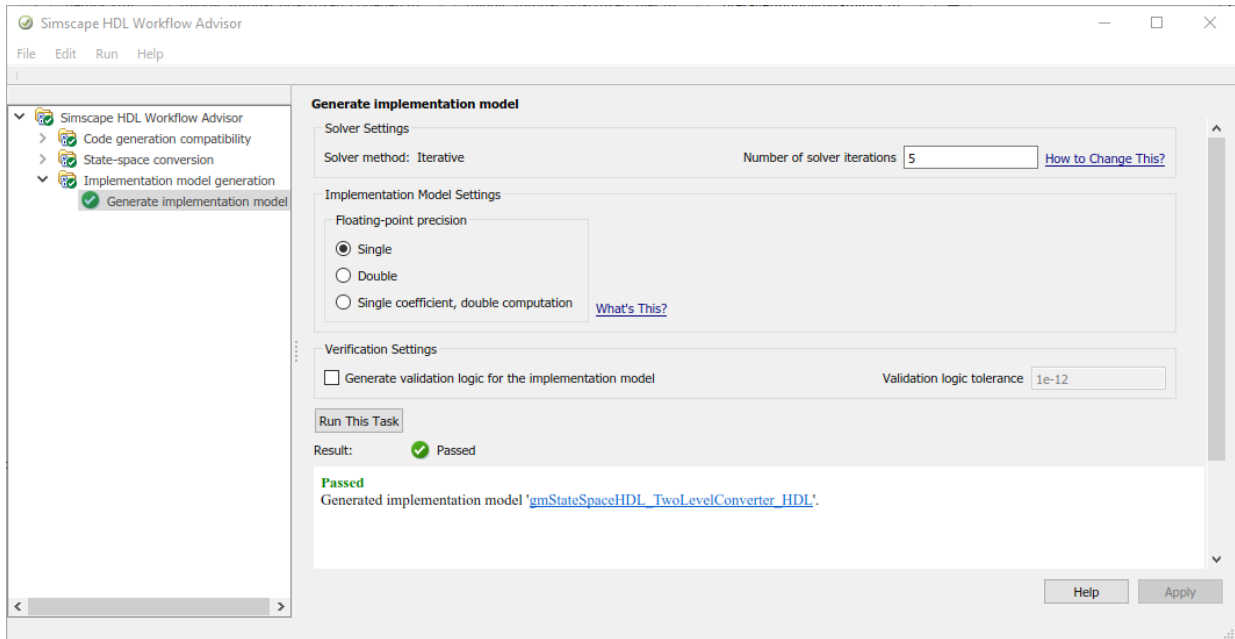 Simscape HDL Workflow Advisor
File Edit Run Help
Simscape HDL Workflow Advisor
Code generation compatibility
State-space conversion
Implementation model generation
Generate implementation model
Generate implementation model
Solver Settings
Solver method: Iterative
Number of solver iterations 5 How to Change This?
Implementation Model Settings
Floating-point precision
Single
Double
Single coefficient, double computation
What's This?
Verification Settings
Generate validation logic for the implementation model
Validation logic tolerance 1e-12
Run This Task
Result: Passed
Passed
Generated implementation model 'gmStateSpaceHDL_TwoLevelConverter_HDL'.
Help Apply